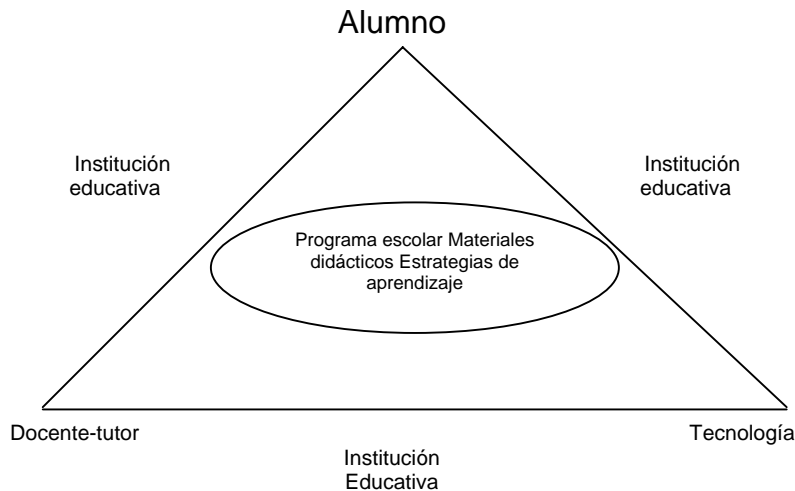 Alumno
Institución
educativa
Institución
educativa
Programa escolar Materiales
didácticos Estrategias de
aprendizaje
Docente-tutor
Tecnología
Institución
Educativa